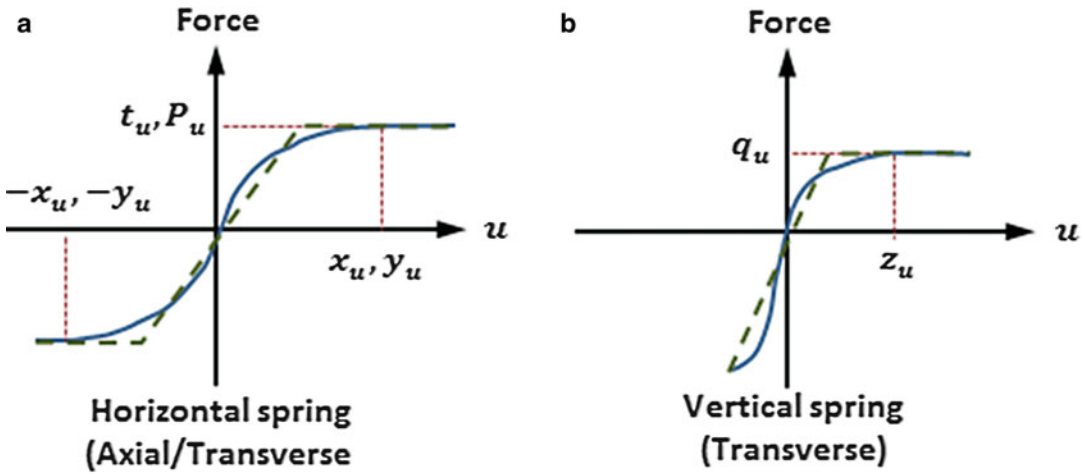 a
Force
t_u, P_u
−x_u, −y_u
u
x_u, y_u
Horizontal spring
(Axial/Transverse
b
Force
q_u
u
z_u
Vertical spring
(Transverse)